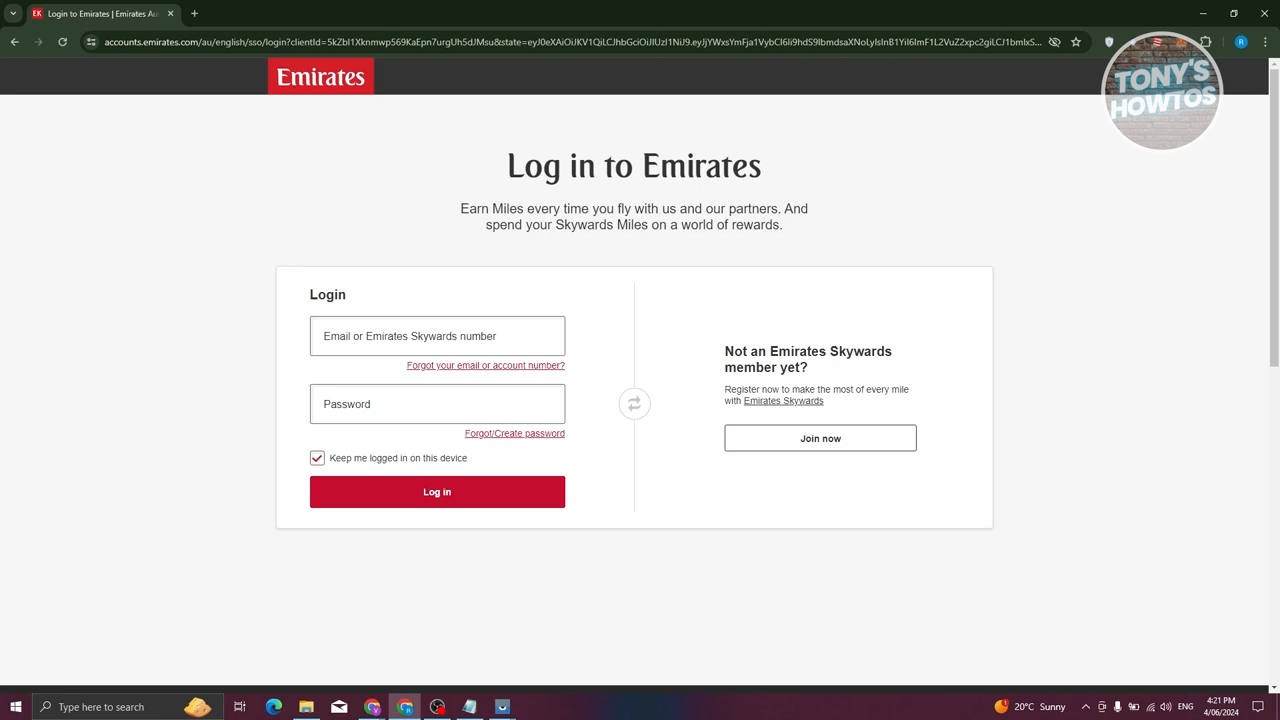 Login to Emirates | Emirates Au
accounts.emirates.com/au/english/sso/login?clientId=
TONY'S
HOWTOS
Emirates
Log in to Emirates
Earn Miles every time you fly with us and our partners. And
spend your Skywards Miles on a world of rewards.
Login
Email or Emirates Skywards number
Forgot your email or account number?
Password
Forgot/Create password
Keep me logged in on this device
Log in
Not an Emirates Skywards
member yet?
Register now to make the most of every mile
with Emirates Skywards
Join now
Type here to search
20°C Sunny
4:21 PM
4/06/2024